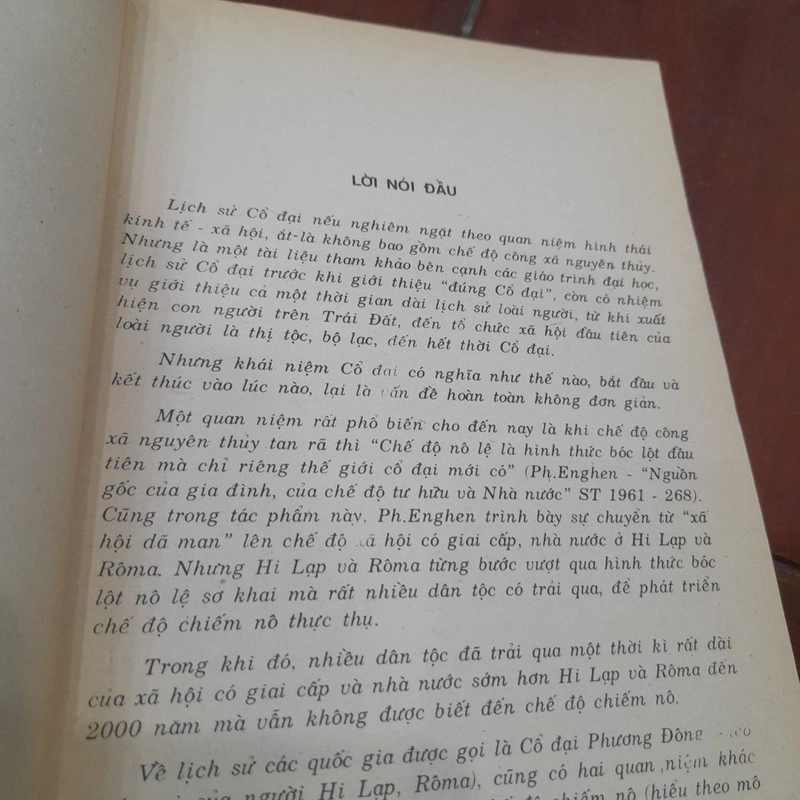 LỜI NÓI ĐẦU
Lịch sử Cổ đại nếu nghiêm ngặt theo quan niệm hình thái
kinh tế - xã hội, ắt-là không bao gồm chế độ công xã nguyên thủy.
Nhưng là một tài liệu tham khảo bên cạnh các giáo trình đại học,
lịch sử Cổ đại trước khi giới thiệu "đúng Cổ đại", còn có nhiệm
vụ giới thiệu cả một thời gian dài lịch sử loài người, từ khi xuất
hiện con người trên Trái Đất, đến tổ chức xã hội đầu tiên của
loài người là thị tộc, bộ lạc, đến hết thời Cổ đại.
Nhưng khái niệm Cổ đại có nghĩa như thế nào, bắt đầu và
kết thúc vào lúc nào, lại là vấn đề hoàn toàn không đơn giản.
Một quan niệm rất phổ biến cho đến nay là khi chế độ công
xã nguyên thủy tan rã thì "Chế độ nô lệ là hình thức bóc lột đầu
tiên mà chỉ riêng thế giới cổ đại mới có" (Ph.Enghen - "Nguồn
gốc của gia đình, của chế độ tư hữu và Nhà nước" ST 1961 - 268).
Cũng trong tác phẩm này, Ph.Enghen trình bày sự chuyển từ "xã
hội dã man" lên chế độ xã hội có giai cấp, nhà nước ở Hi Lạp và
Rôma. Nhưng Hi Lạp và Rôma từng bước vượt qua hình thức bóc
lột nô lệ sơ khai mà rất nhiều dân tộc có trải qua, để phát triển
chế độ chiếm nô thực thụ.
Trong khi đó, nhiều dân tộc đã trải qua một thời kì rất dài
của xã hội có giai cấp và nhà nước sớm hơn Hi Lạp và Rôma đến
2000 năm mà vẫn không được biết đến chế độ chiếm nô.
Về lịch sử các quốc gia được gọi là Cổ đại Phương Đông
của người Hi Lạp, Rôma), cũng có hai quan niệm khác
độ chiếm nô (hiểu theo mô